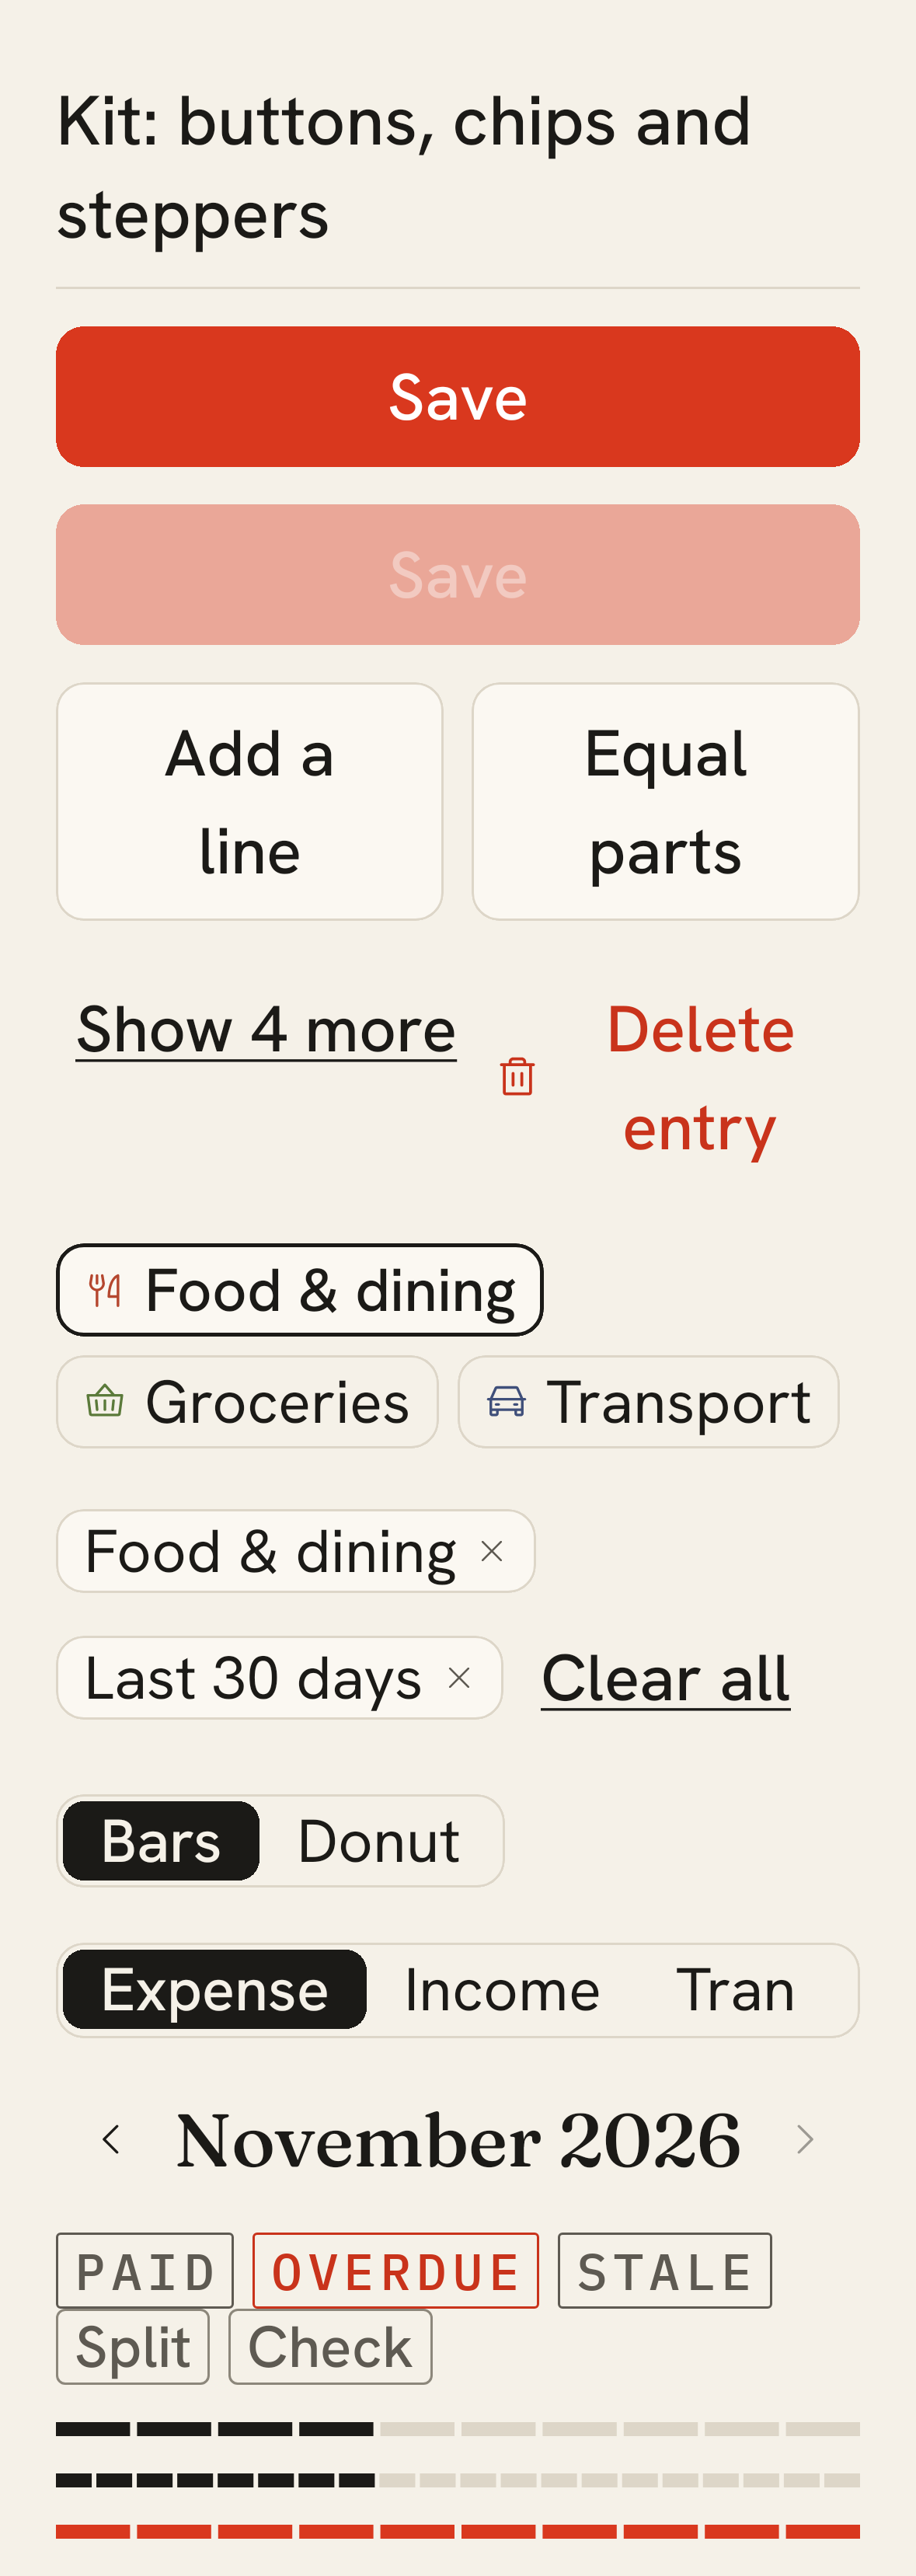 Kit: buttons, chips and
steppers
Save
Save
Add a
line
Equal
parts
Show 4 more
Delete
entry
Food & dining
Groceries
Transport
Food & dining
Last 30 days
Clear all
Bars
Donut
Expense
Income
Tran
November 2026
PAID
OVERDUE
STALE
Split
Check